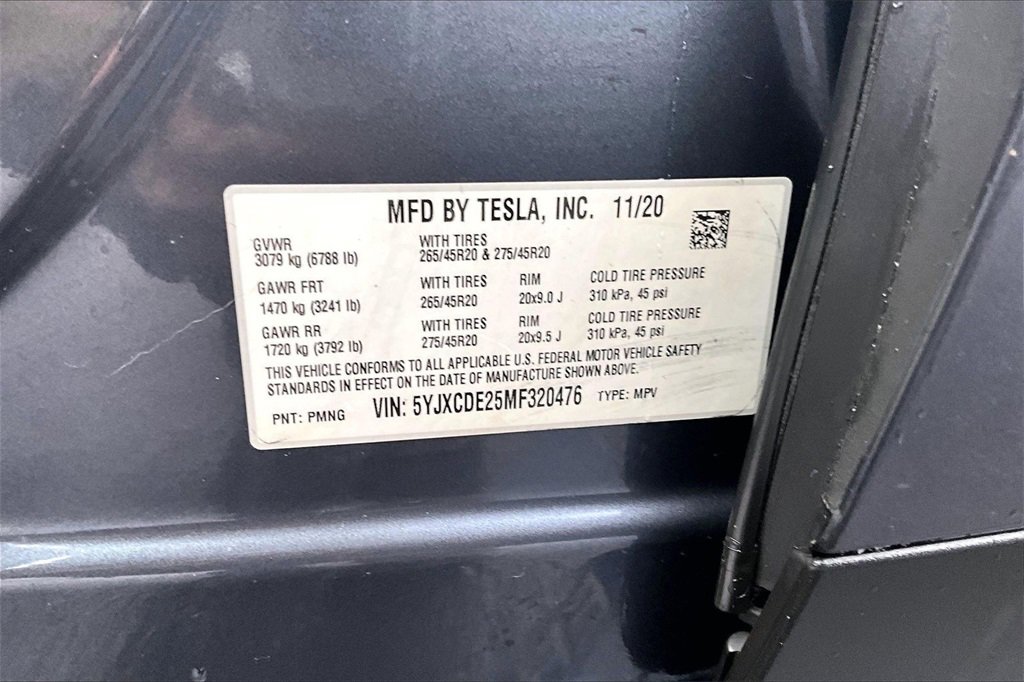 MFD BY TESLA, INC. 11/20
GVWR
3079 kg (6788 lb)
WITH TIRES
265/45R20 & 275/45R20
GAWR FRT
1470 kg (3241 lb)
WITH TIRES
265/45R20
RIM
20x9.0 J
COLD TIRE PRESSURE
310 kPa, 45 psi
GAWR RR
1720 kg (3792 lb)
WITH TIRES
275/45R20
RIM
20x9.5 J
COLD TIRE PRESSURE
310 kPa, 45 psi
THIS VEHICLE CONFORMS TO ALL APPLICABLE U.S. FEDERAL MOTOR VEHICLE SAFETY
STANDARDS IN EFFECT ON THE DATE OF MANUFACTURE SHOWN ABOVE.
PNT: PMNG VIN: 5YJXCDE25MF320476 TYPE: MPV